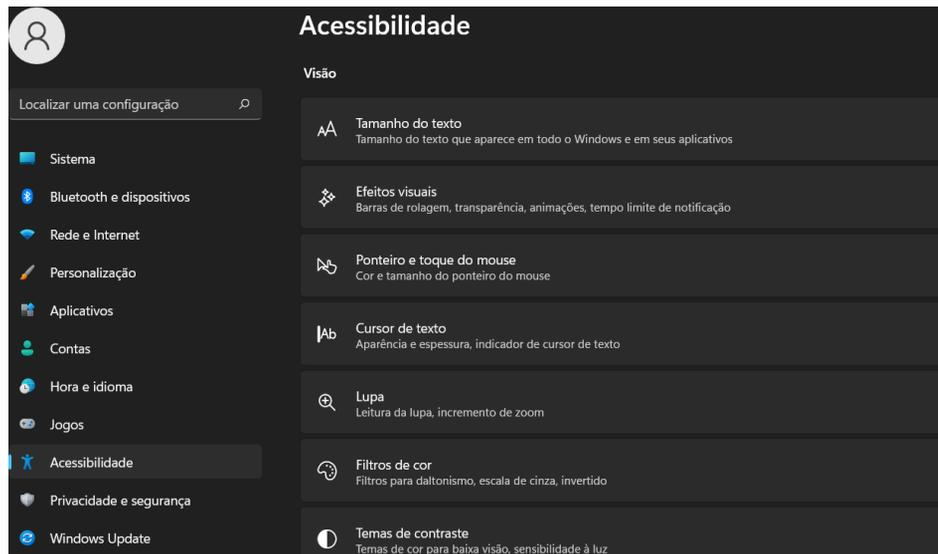 Acessibilidade
Visão
Localizar uma configuração
Sistema
Bluetooth e dispositivos
Rede e Internet
Personalização
Aplicativos
Contas
Hora e idioma
Jogos
Acessibilidade
Privacidade e segurança
Windows Update
Tamanho do texto
Tamanho do texto que aparece em todo o Windows e em seus aplicativos
Efeitos visuais
Barras de rolagem, transparência, animações, tempo limite de notificação
Ponteiro e toque do mouse
Cor e tamanho do ponteiro do mouse
Cursor de texto
Aparência e espessura, indicador de cursor de texto
Lupa
Leitura da lupa, incremento de zoom
Filtros de cor
Filtros para daltonismo, escala de cinza, invertido
Temas de contraste
Temas de cor para baixa visão, sensibilidade à luz